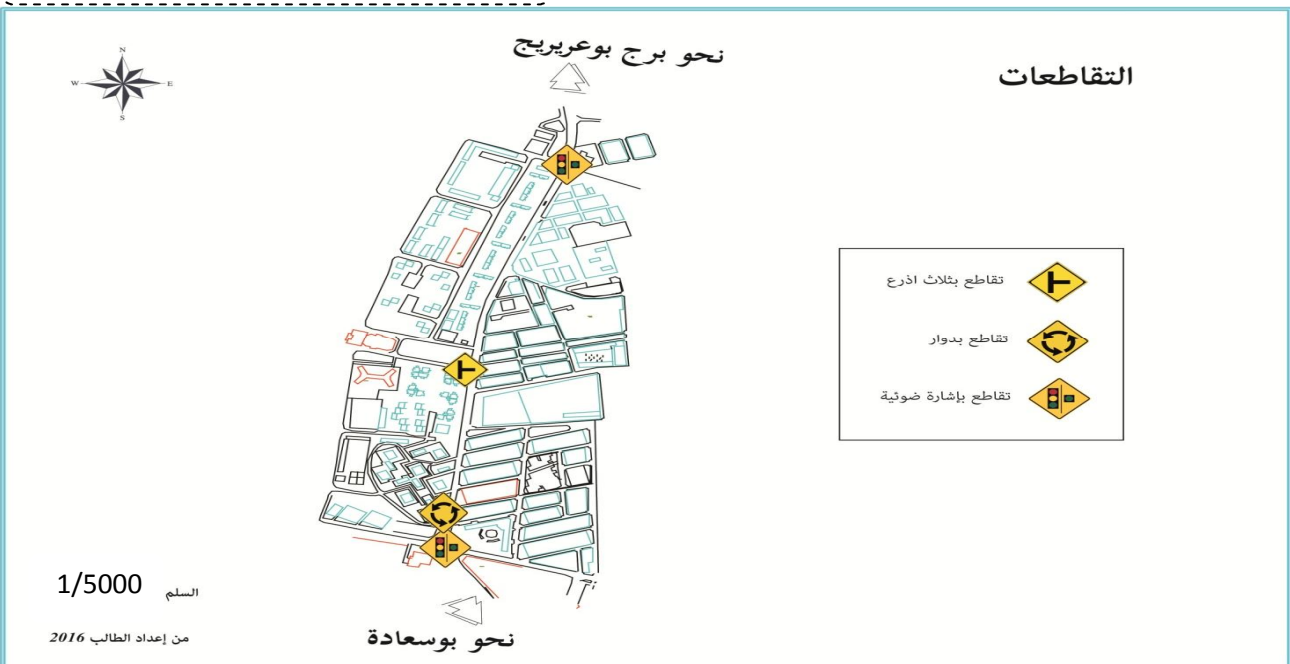 نحو برج بوعريريج
التقاطعات
N
W
E
S
تقاطع بثلاث اذرع
تقاطع بدوار
تقاطع بإشارة ضوئية
السلم 1/5000
من إعداد الطالب 2016
نحو بوسعادة